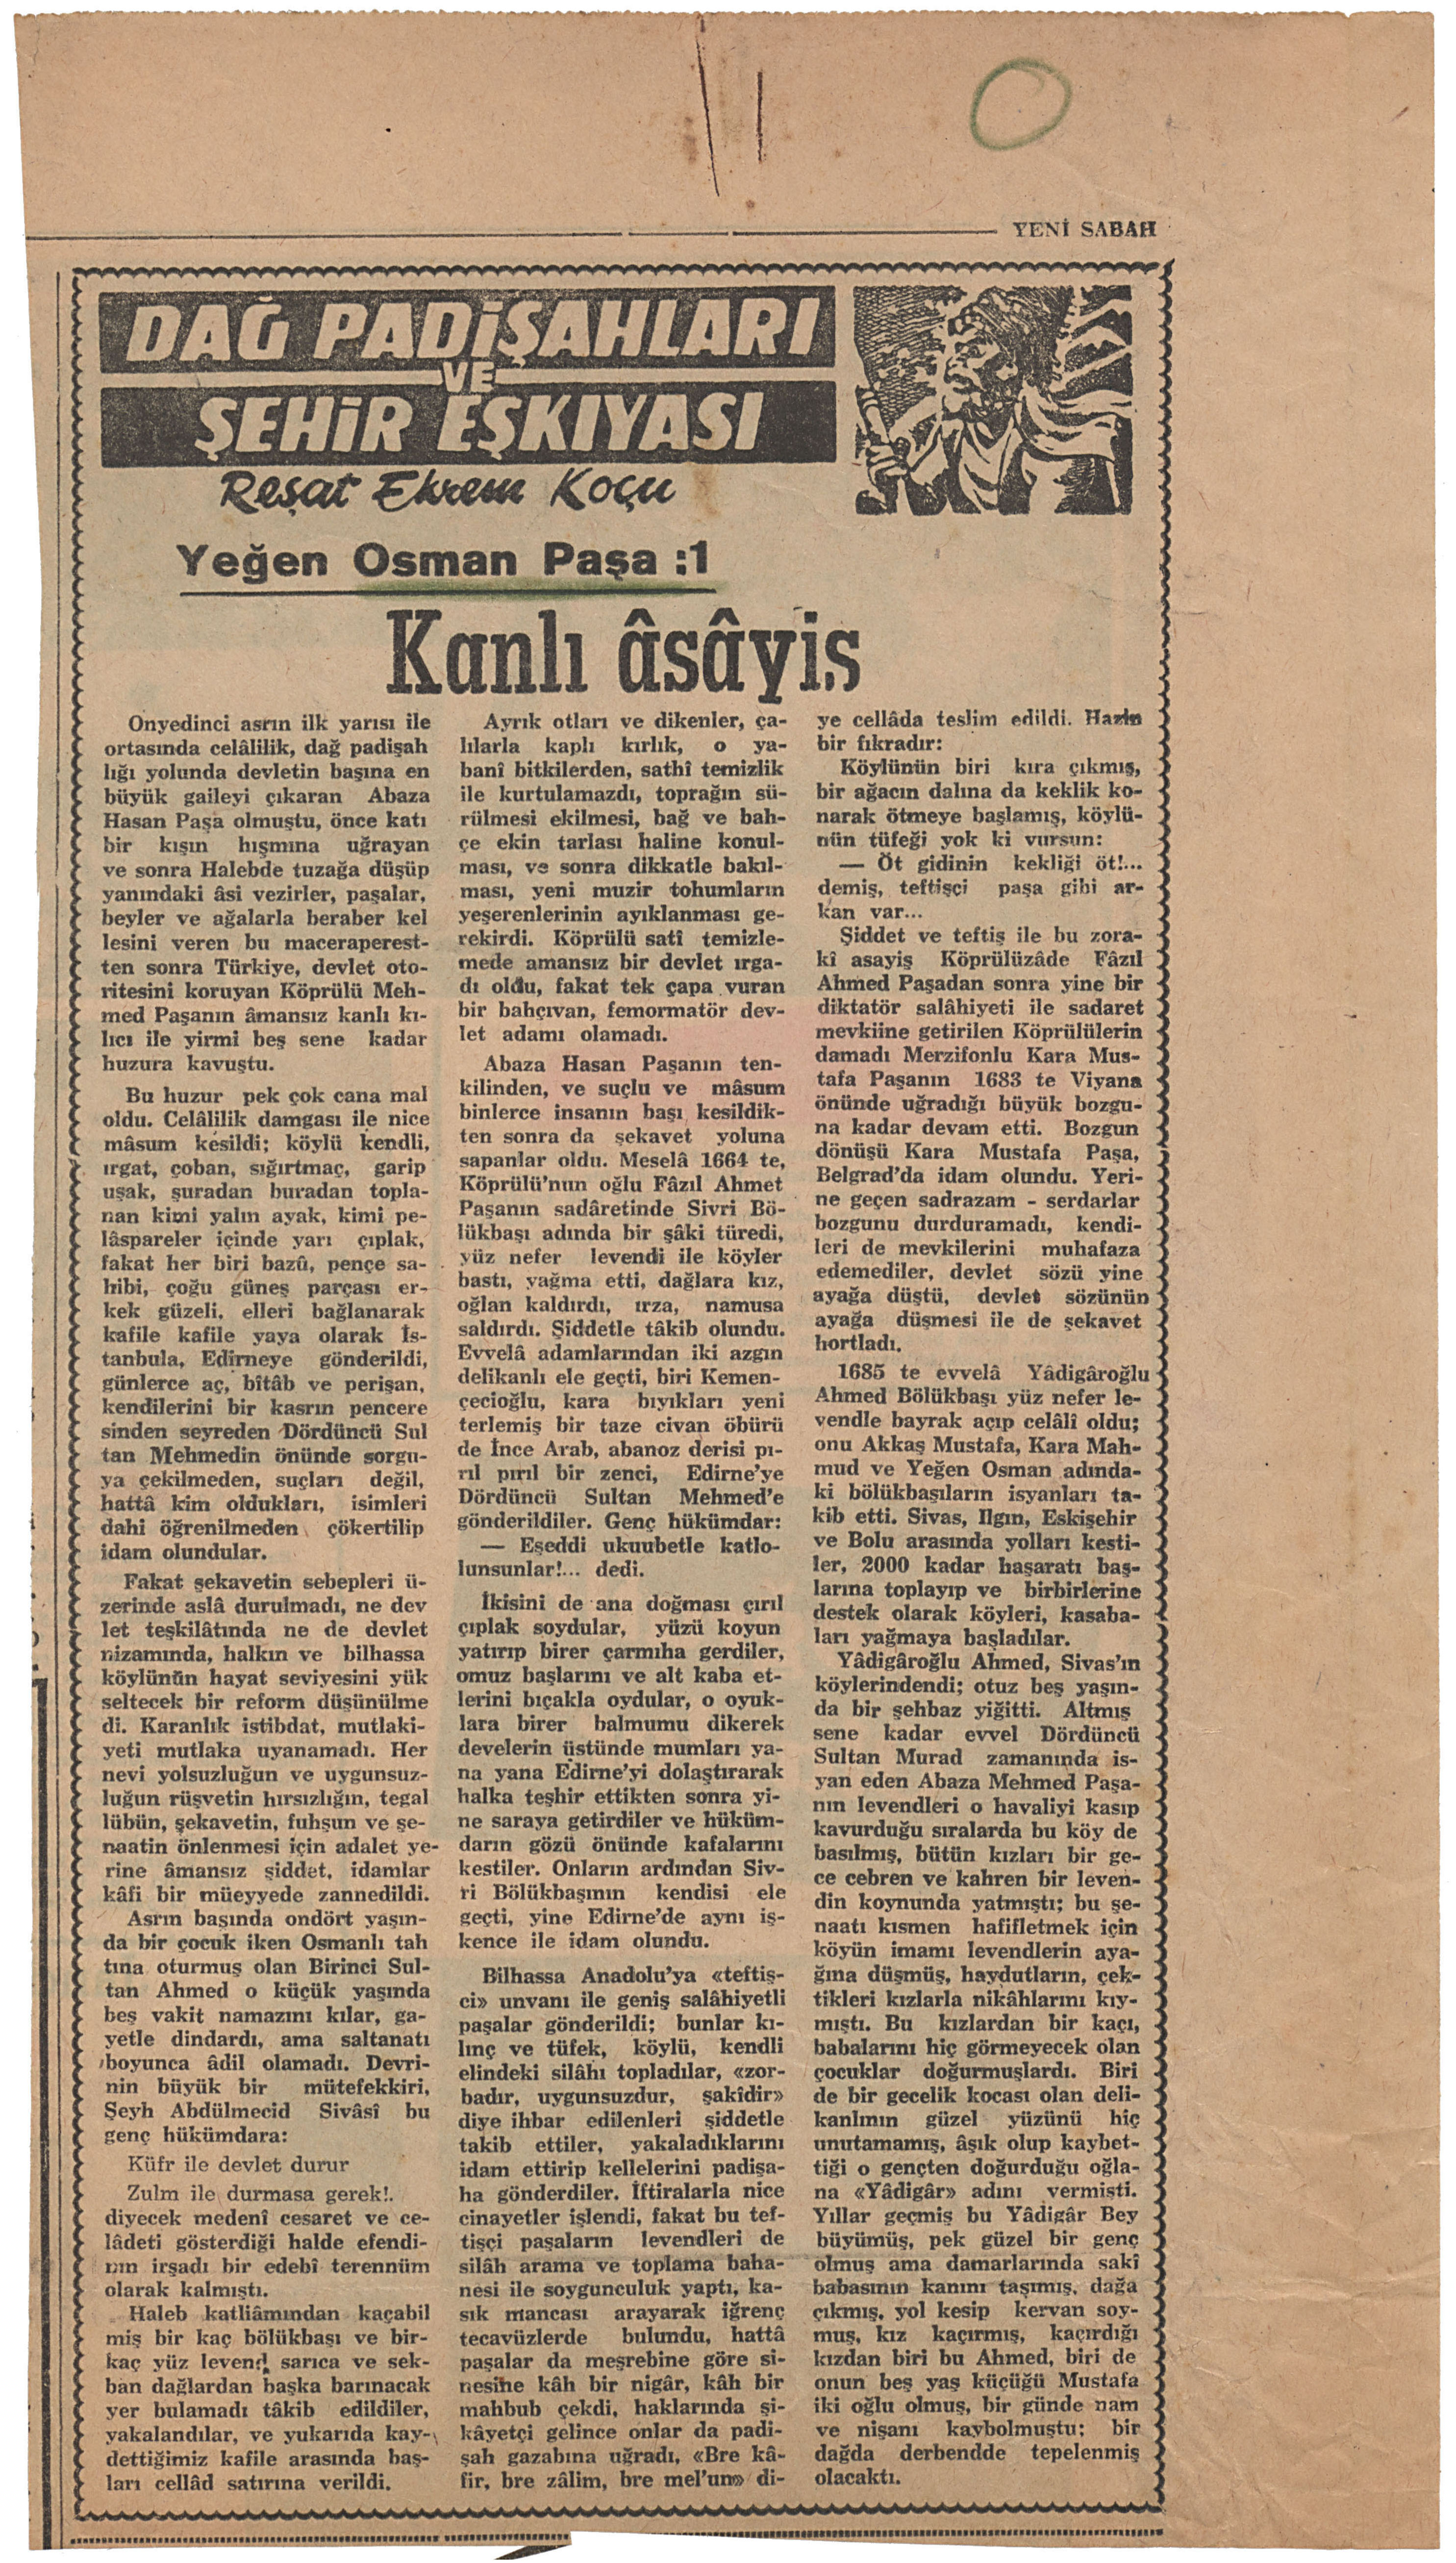 YENİ SABAH
DAĞ PADİŞAHLARI
VE
ŞEHİR EŞKIYASI
Reşat Ekrem Koçu
Yeğen Osman Paşa :1
Kanlı âsâyiş
Onyedinci asrın ilk yarısı ile
ortasında celâlilik, dağ padişah
lığı yolunda devletin başına en
büyük gaileyi çıkaran Abaza
Hasan Paşa olmuştu, önce katı
bir kışın hışmına uğrayan
ve sonra Halebde tuzağa düşüp
yanındaki âsi vezirler, paşalar,
beyler ve ağalarla beraber kel
lesini veren bu maceraperest-
ten sonra Türkiye, devlet oto-
ritesini koruyan Köprülü Meh-
med Paşanın âmansız kanlı kı-
lıcı ile yirmi beş sene kadar
huzura kavuştu.
Bu huzur pek çok cana mal
oldu. Celâlilik damgası ile nice
mâsum kesildi; köylü kendli,
ırgat, çoban, sığırtmaç, garip
uşak, şuradan buradan topla-
nan kimi yalın ayak, kimi pe-
lâspareler içinde yarı çıplak,
fakat her biri bazû, pençe sa-
hibi, çoğu güneş parçası er-
kek güzeli, elleri bağlanarak
kafile kafile yaya olarak İs-
tanbula, Edirneye gönderildi,
günlerce aç, bîtâb ve perişan,
kendilerini bir kasrın pencere
sinden seyreden Dördüncü Sul
tan Mehmedin önünde sorgu-
ya çekilmeden, suçları değil,
hattâ kim oldukları, isimleri
dahi öğrenilmeden çökertilip
idam olundular.
Fakat şekavetin sebepleri ü-
zerinde aslâ durulmadı, ne dev
let teşkilâtında ne de devlet
nizamında, halkın ve bilhassa
köylünün hayat seviyesini yük
seltecek bir reform düşünülme
di. Karanlık istibdat, mutlaki-
yeti mutlaka uyanamadı. Her
nevi yolsuzluğun ve uygunsuz-
luğun rüşvetin hırsızlığın, tegal
lübün, şekavetin, fuhşun ve şe-
naatin önlenmesi için adalet ye-
rine âmansız şiddet, idamlar
kâfi bir müeyyede zannedildi.
Asrın başında ondört yaşın-
da bir çocuk iken Osmanlı tah
tına oturmuş olan Birinci Sul-
tan Ahmed o küçük yaşında
beş vakit namazını kılar, ga-
yetle dindardı, ama saltanatı
boyunca âdil olamadı. Devri-
nin büyük bir mütefekkiri,
Şeyh Abdülmecid Sivâsî bu
genç hükümdara:
Küfr ile devlet durur
Zulm ile durmasa gerek!.
diyecek medenî cesaret ve ce-
lâdeti gösterdiği halde efendi-
nin irşadı bir edebî terennüm
olarak kalmıştı.
Haleb katliâmından kaçabil
miş bir kaç bölükbaşı ve bir-
kaç yüz levend sarıca ve sek-
ban dağlardan başka barınacak
yer bulamadı tâkib edildiler,
yakalandılar, ve yukarıda kay-
dettiğimiz kafile arasında baş-
ları cellâd satırına verildi.
Ayrık otları ve dikenler, ça-
lılarla kaplı kırlık, o ya-
banî bitkilerden, sathî temizlik
ile kurtulamazdı, toprağın sü-
rülmesi ekilmesi, bağ ve bah-
çe ekin tarlası haline konul-
ması, ve sonra dikkatle bakıl-
ması, yeni muzir tohumların
yeşerenlerinin ayıklanması ge-
rekirdi. Köprülü satî temizle-
mede amansız bir devlet ırga-
dı oldu, fakat tek çapa vuran
bir bahçıvan, femormatör dev-
let adamı olamadı.
Abaza Hasan Paşanın ten-
kilinden, ve suçlu ve mâsum
binlerce insanın başı kesildik-
ten sonra da şekavet yoluna
sapanlar oldu. Meselâ 1664 te,
Köprülü'nun oğlu Fâzıl Ahmet
Paşanın sadâretinde Sivri Bö-
lükbaşı adında bir şâki türedi,
yüz nefer levendi ile köyler
bastı, yağma etti, dağlara kız,
oğlan kaldırdı, ırza, namusa
saldırdı. Şiddetle tâkib olundu.
Evvelâ adamlarından iki azgın
delikanlı ele geçti, biri Kemen-
çecioğlu, kara bıyıkları yeni
terlemiş bir taze civan öbürü
de İnce Arab, abanoz derisi pı-
rıl pırıl bir zenci, Edirne'ye
Dördüncü Sultan Mehmed'e
gönderildiler. Genç hükümdar:
— Eşeddi ukuubetle katlo-
lunsunlar!... dedi.
İkisini de ana doğması çırıl
çıplak soydular, yüzü koyun
yatırıp birer çarmıha gerdiler,
omuz başlarını ve alt kaba et-
lerini bıçakla oydular, o oyuk-
lara birer balmumu dikerek
develerin üstünde mumları ya-
na yana Edirne'yi dolaştırarak
halka teşhir ettikten sonra yi-
ne saraya getirdiler ve hüküm-
darın gözü önünde kafalarını
kestiler. Onların ardından Siv-
ri Bölükbaşının kendisi ele
geçti, yine Edirne'de aynı iş-
kence ile idam olundu.
Bilhassa Anadolu'ya «teftiş-
ci» unvanı ile geniş salâhiyetli
paşalar gönderildi; bunlar kı-
lınç ve tüfek, köylü, kendli
elindeki silâhı topladılar, «zor-
badır, uygunsuzdur, şakîdir»
diye ihbar edilenleri şiddetle
takib ettiler, yakaladıklarını
idam ettirip kellelerini padişa-
ha gönderdiler. İftiralarla nice
cinayetler işlendi, fakat bu tef-
tişçi paşaların levendleri de
silâh arama ve toplama baha-
nesi ile soygunculuk yaptı, ka-
sık mancası arayarak iğrenç
tecavüzlerde bulundu, hattâ
paşalar da meşrebine göre si-
nesine kâh bir nigâr, kâh bir
mahbub çekdi, haklarında şi-
kâyetçi gelince onlar da padi-
şah gazabına uğradı, «Bre kâ-
fir, bre zâlim, bre mel'un» di-
ye cellâda teslim edildi. Hazin
bir fıkradır:
Köylünün biri kıra çıkmış,
bir ağacın dalına da keklik ko-
narak ötmeye başlamış, köylü-
nün tüfeği yok ki vursun:
— Öt gidinin kekliği öt!...
demiş, teftişçi paşa gibi ar-
kan var...
Şiddet ve teftiş ile bu zora-
kî asayiş Köprülüzâde Fâzıl
Ahmed Paşadan sonra yine bir
diktatör salâhiyeti ile sadaret
mevkiine getirilen Köprülülerin
damadı Merzifonlu Kara Mus-
tafa Paşanın 1683 te Viyana
önünde uğradığı büyük bozgu-
na kadar devam etti. Bozgun
dönüşü Kara Mustafa Paşa,
Belgrad'da idam olundu. Yeri-
ne geçen sadrazam - serdarlar
bozgunu durduramadı, kendi-
leri de mevkilerini muhafaza
edemediler, devlet sözü yine
ayağa düştü, devlet sözünün
ayağa düşmesi ile de şekavet
hortladı.
1685 te evvelâ Yâdigâroğlu
Ahmed Bölükbaşı yüz nefer le-
vendle bayrak açıp celâlî oldu;
onu Akkaş Mustafa, Kara Mah-
mud ve Yeğen Osman adında-
ki bölükbaşıların isyanları ta-
kib etti. Sivas, Ilgın, Eskişehir
ve Bolu arasında yolları kesti-
ler, 2000 kadar haşaratı baş-
larına toplayıp ve birbirlerine
destek olarak köyleri, kasaba-
ları yağmaya başladılar.
Yâdigâroğlu Ahmed, Sivas'ın
köylerindendi; otuz beş yaşın-
da bir şehbaz yiğitti. Altmış
sene kadar evvel Dördüncü
Sultan Murad zamanında is-
yan eden Abaza Mehmed Paşa-
nın levendleri o havaliyi kasıp
kavurduğu sıralarda bu köy de
basılmış, bütün kızları bir ge-
ce cebren ve kahren bir leven-
din koynunda yatmıştı; bu şe-
naatı kısmen hafifletmek için
köyün imamı levendlerin aya-
ğına düşmüş, haydutların, çek-
tikleri kızlarla nikâhlarını kıy-
mıştı. Bu kızlardan bir kaçı,
babalarını hiç görmeyecek olan
çocuklar doğurmuşlardı. Biri
de bir gecelik kocası olan deli-
kanlının güzel yüzünü hiç
unutamamış, âşık olup kaybet-
tiği o gençten doğurduğu oğla-
na «Yâdigâr» adını vermişti.
Yıllar geçmiş bu Yâdigâr Bey
büyümüş, pek güzel bir genç
olmuş ama damarlarında sakî
babasının kanını taşımış, dağa
çıkmış, yol kesip kervan soy-
muş, kız kaçırmış, kaçırdığı
kızdan biri bu Ahmed, biri de
onun beş yaş küçüğü Mustafa
iki oğlu olmuş, bir günde nam
ve nişanı kaybolmuştu; bir
dağda derbendde tepelenmiş
olacaktı.